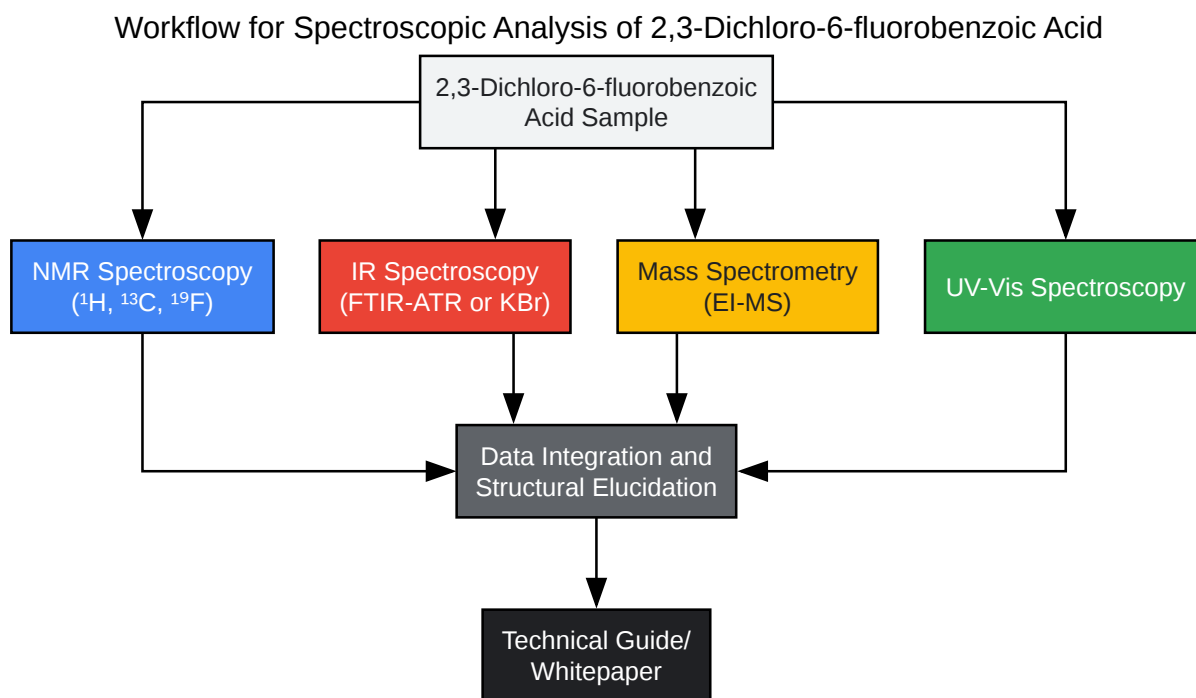 Workflow for Spectroscopic Analysis of 2,3-Dichloro-6-fluorobenzoic Acid
2,3-Dichloro-6-fluorobenzoic
Acid Sample
NMR Spectroscopy
(¹H, ¹³C, ¹⁹F)
IR Spectroscopy
(FTIR-ATR or KBr)
Mass Spectrometry
(EI-MS)
UV-Vis Spectroscopy
Data Integration and
Structural Elucidation
Technical Guide/
Whitepaper